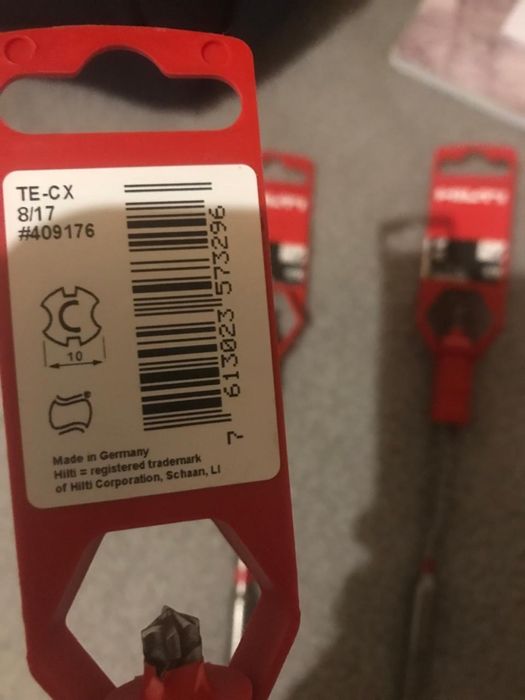 TE-CX
8/17
#409176
C
10
7 613023 573296
Made in Germany
Hilti = registered trademark
of Hilti Corporation, Schaan, LI
HILTI